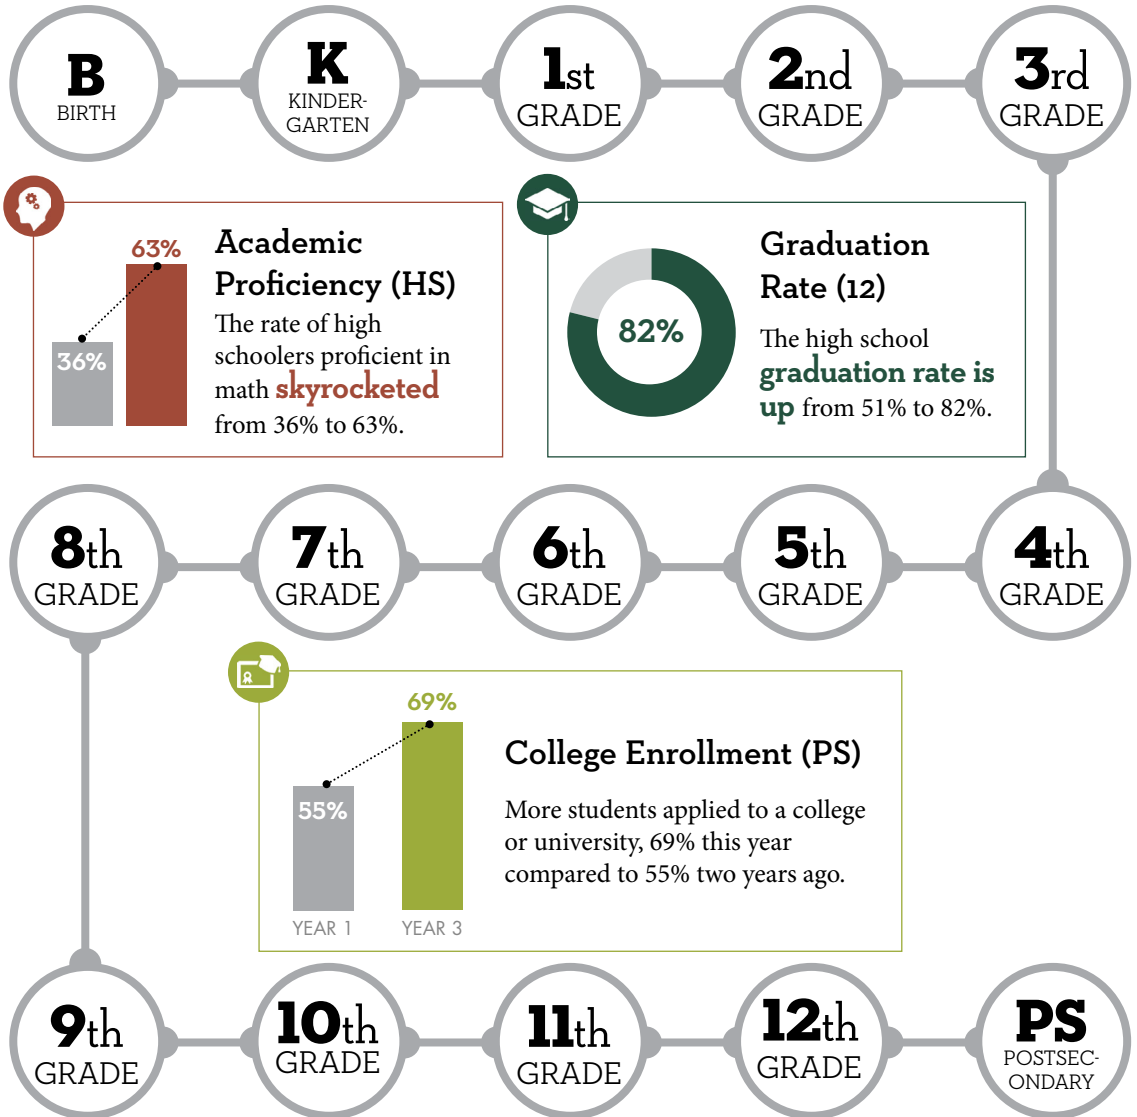 B
BIRTH
K
KINDER-
GARTEN
1st
GRADE
2nd
GRADE
3rd
GRADE
63%
36%
Academic
Proficiency (HS)
The rate of high
schoolers proficient in
math skyrocketed
from 36% to 63%.
82%
Graduation
Rate (12)
The high school
graduation rate is
up from 51% to 82%.
8th
GRADE
7th
GRADE
6th
GRADE
5th
GRADE
4th
GRADE
69%
55%
YEAR 1
YEAR 3
College Enrollment (PS)
More students applied to a college
or university, 69% this year
compared to 55% two years ago.
9th
GRADE
10th
GRADE
11th
GRADE
12th
GRADE
PS
POSTSEC-
ONDARY